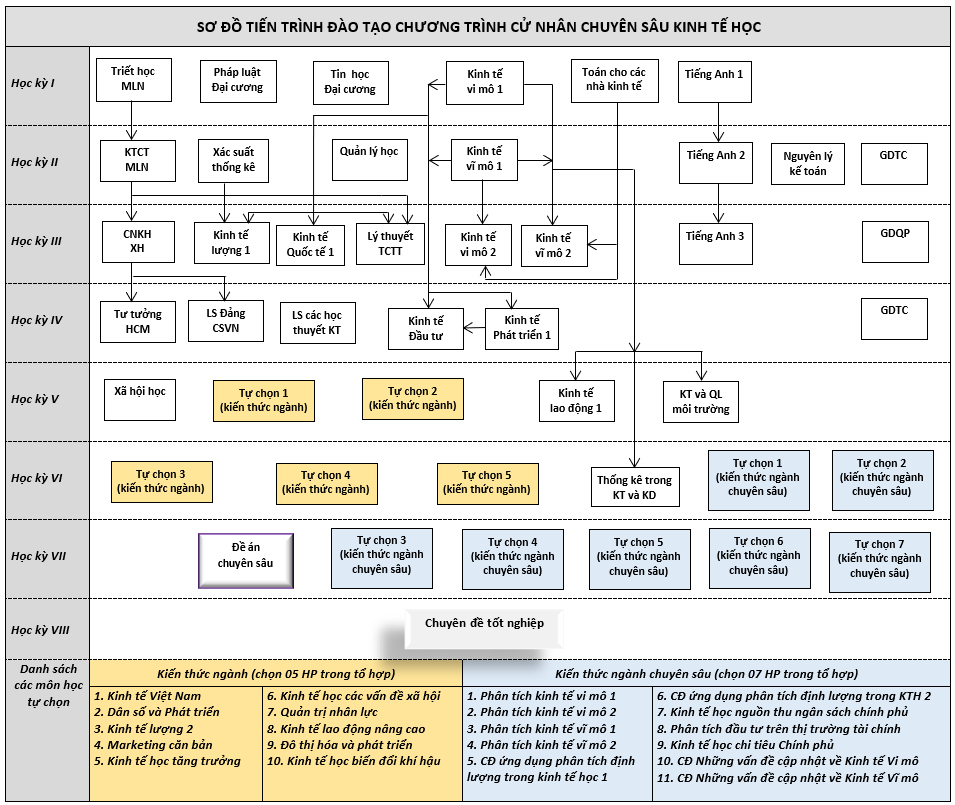 SƠ ĐỒ TIẾN TRÌNH ĐÀO TẠO CHƯƠNG TRÌNH CỬ NHÂN CHUYÊN SÂU KINH TẾ HỌC
Học kỳ I
Triết học
MLN
Pháp luật
Đại cương
Tin học
Đại cương
Kinh tế
vi mô 1
Toán cho các
nhà kinh tế
Tiếng Anh 1
Học kỳ II
KTCT
MLN
Xác suất
thống kê
Quản lý học
Kinh tế
vĩ mô 1
Tiếng Anh 2
Nguyên lý
kế toán
GDTC
Học kỳ III
CNKH
XH
Kinh tế
lượng 1
Kinh tế
Quốc tế 1
Lý thuyết
TCTT
Kinh tế
vi mô 2
Kinh tế
vĩ mô 2
Tiếng Anh 3
GDQP
Học kỳ IV
Tư tưởng
HCM
LS Đảng
CSVN
LS các học
thuyết KT
Kinh tế
Đầu tư
Kinh tế
Phát triển 1
GDTC
Học kỳ V
Xã hội học
Tự chọn 1
(kiến thức ngành)
Tự chọn 2
(kiến thức ngành)
Kinh tế
lao động 1
KT và QL
môi trường
Học kỳ VI
Tự chọn 3
(kiến thức ngành)
Tự chọn 4
(kiến thức ngành)
Tự chọn 5
(kiến thức ngành)
Thống kê trong
KT và KD
Tự chọn 1
(kiến thức ngành
chuyên sâu)
Tự chọn 2
(kiến thức ngành
chuyên sâu)
Học kỳ VII
Đề án
chuyên sâu
Tự chọn 3
(kiến thức ngành
chuyên sâu)
Tự chọn 4
(kiến thức ngành
chuyên sâu)
Tự chọn 5
(kiến thức ngành
chuyên sâu)
Tự chọn 6
(kiến thức ngành
chuyên sâu)
Tự chọn 7
(kiến thức ngành
chuyên sâu)
Học kỳ VIII
Chuyên đề tốt nghiệp
Danh sách
các môn học
tự chọn
Kiến thức ngành (chọn 05 HP trong tổ hợp)
1. Kinh tế Việt Nam
2. Dân số và Phát triển
3. Kinh tế lượng 2
4. Marketing căn bản
5. Kinh tế học tăng trưởng
6. Kinh tế học các vấn đề xã hội
7. Quản trị nhân lực
8. Kinh tế lao động nâng cao
9. Đô thị hóa và phát triển
10. Kinh tế học biến đổi khí hậu
Kiến thức ngành chuyên sâu (chọn 07 HP trong tổ hợp)
1. Phân tích kinh tế vi mô 1
2. Phân tích kinh tế vi mô 2
3. Phân tích kinh tế vĩ mô 1
4. Phân tích kinh tế vĩ mô 2
5. CĐ ứng dụng phân tích định
lượng trong kinh tế học 1
6. CĐ ứng dụng phân tích định lượng trong KTH 2
7. Kinh tế học nguồn thu ngân sách chính phủ
8. Phân tích đầu tư trên thị trường tài chính
9. Kinh tế học chi tiêu Chính phủ
10. CĐ Những vấn đề cập nhật về Kinh tế Vi mô
11. CĐ Những vấn đề cập nhật về Kinh tế Vĩ mô